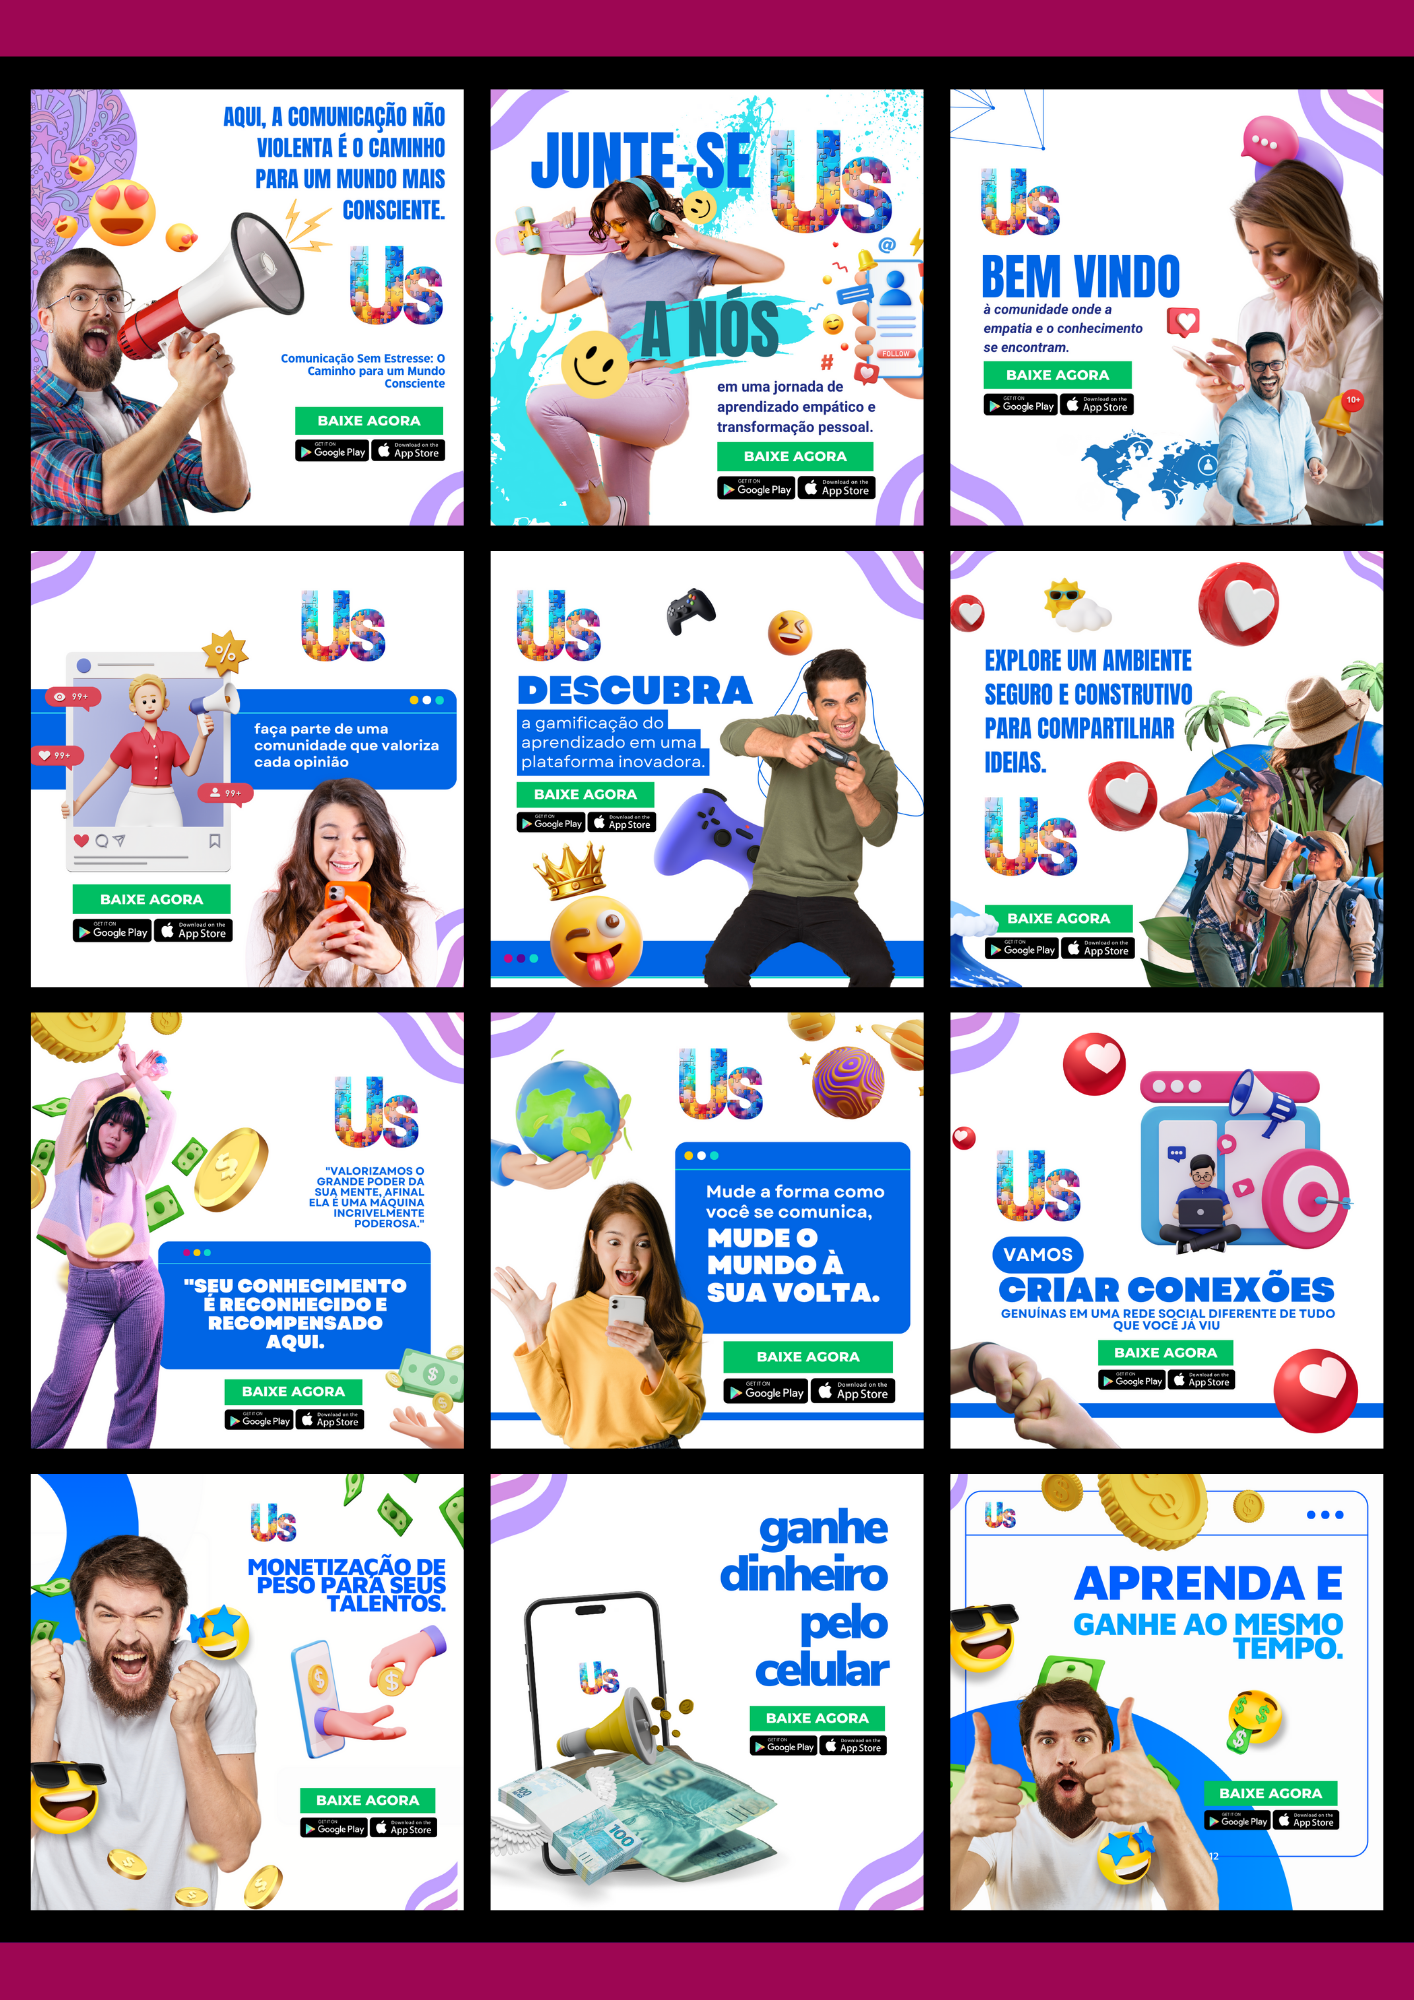 AQUI, A COMUNICAÇÃO NÃO
VIOLENTA É O CAMINHO
PARA UM MUNDO MAIS
CONSCIENTE.
Us
Comunicação Sem Estresse: O
Caminho para um Mundo
Consciente
BAIXE AGORA
GET IT ON
Google Play
Download on the
App Store
JUNTE-SE
Us
@
A NÓS
#
FOLLOW
em uma jornada de
aprendizado empático e
transformação pessoal.
BAIXE AGORA
GET IT ON
Google Play
Download on the
App Store
Us
BEM VINDO
à comunidade onde a
empatia e o conhecimento
se encontram.
BAIXE AGORA
GET IT ON
Google Play
Download on the
App Store
10+
Us
%
99+
99+
99+
faça parte de uma
comunidade que valoriza
cada opinião
BAIXE AGORA
GET IT ON
Google Play
Download on the
App Store
Us
DESCUBRA
a gamificação do
aprendizado em uma
plataforma inovadora.
BAIXE AGORA
GET IT ON
Google Play
Download on the
App Store
EXPLORE UM AMBIENTE
SEGURO E CONSTRUTIVO
PARA COMPARTILHAR
IDEIAS.
Us
BAIXE AGORA
GET IT ON
Google Play
Download on the
App Store
Us
"VALORIZAMOS O
GRANDE PODER DA
SUA MENTE, AFINAL
ELA É UMA MÁQUINA
INCRIVELMENTE
PODEROSA."
"SEU CONHECIMENTO
É RECONHECIDO E
RECOMPENSADO
AQUI.
BAIXE AGORA
GET IT ON
Google Play
Download on the
App Store
Us
Mude a forma como
você se comunica,
MUDE O
MUNDO À
SUA VOLTA.
BAIXE AGORA
GET IT ON
Google Play
Download on the
App Store
Us
VAMOS
CRIAR CONEXÕES
GENUÍNAS EM UMA REDE SOCIAL DIFERENTE DE TUDO
QUE VOCÊ JÁ VIU
BAIXE AGORA
GET IT ON
Google Play
Download on the
App Store
Us
MONETIZAÇÃO DE
PESO PARA SEUS
TALENTOS.
BAIXE AGORA
GET IT ON
Google Play
Download on the
App Store
ganhe
dinheiro
pelo
celular
Us
BAIXE AGORA
GET IT ON
Google Play
Download on the
App Store
100
100
100
Us
APRENDA E
GANHE AO MESMO
TEMPO.
BAIXE AGORA
GET IT ON
Google Play
Download on the
App Store
12